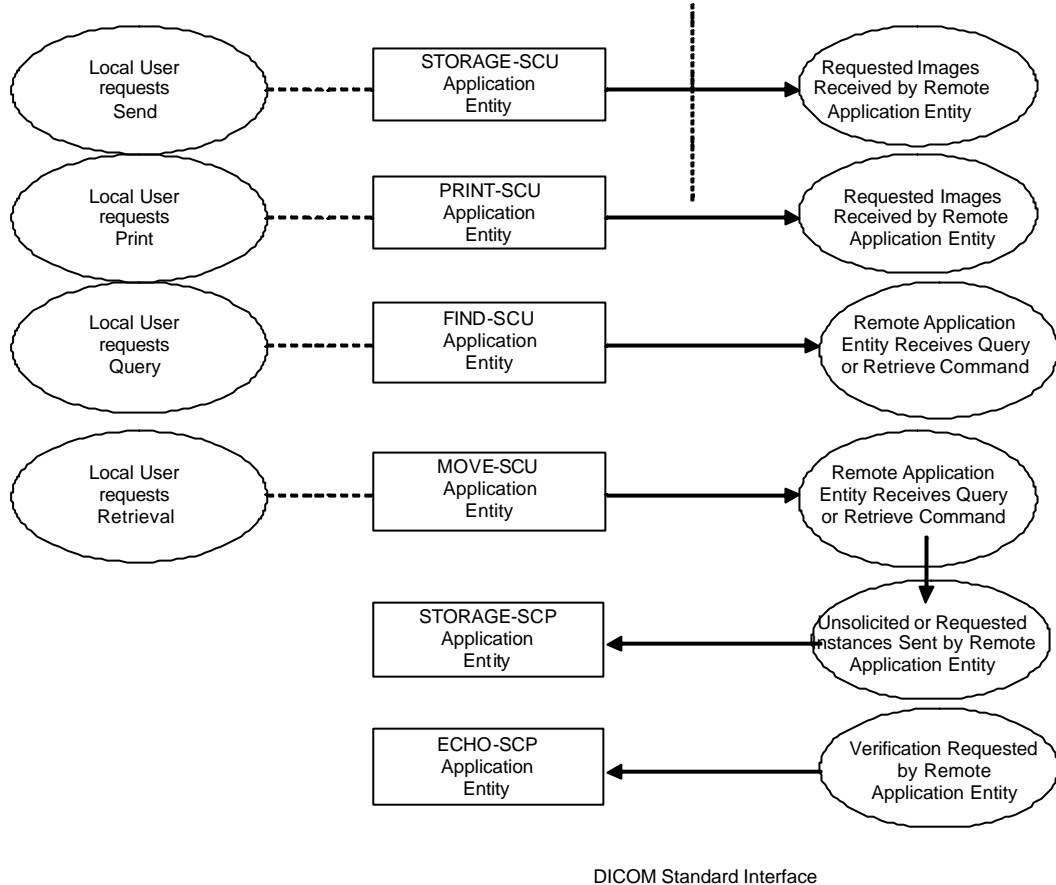 Local User
requests
Send
STORAGE-SCU
Application
Entity
Requested Images
Received by Remote
Application Entity
Local User
requests
Print
PRINT-SCU
Application
Entity
Requested Images
Received by Remote
Application Entity
Local User
requests
Query
FIND-SCU
Application
Entity
Remote Application
Entity Receives Query
or Retrieve Command
Local User
requests
Retrieval
MOVE-SCU
Application
Entity
Remote Application
Entity Receives Query
or Retrieve Command
STORAGE-SCP
Application
Entity
Unsolicited or Requested
Instances Sent by Remote
Application Entity
ECHO-SCP
Application
Entity
Verification Requested
by Remote
Application Entity
DICOM Standard Interface